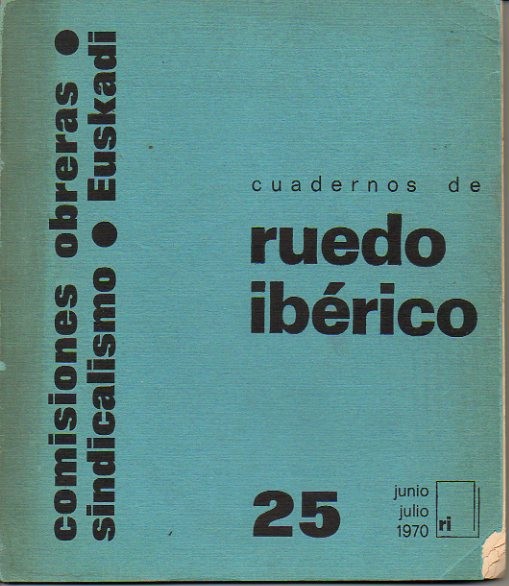 comisiones obreras ●
sindicalismo ● Euskadi
cuadernos de
ruedo
ibérico
25
junio
julio
1970
ri